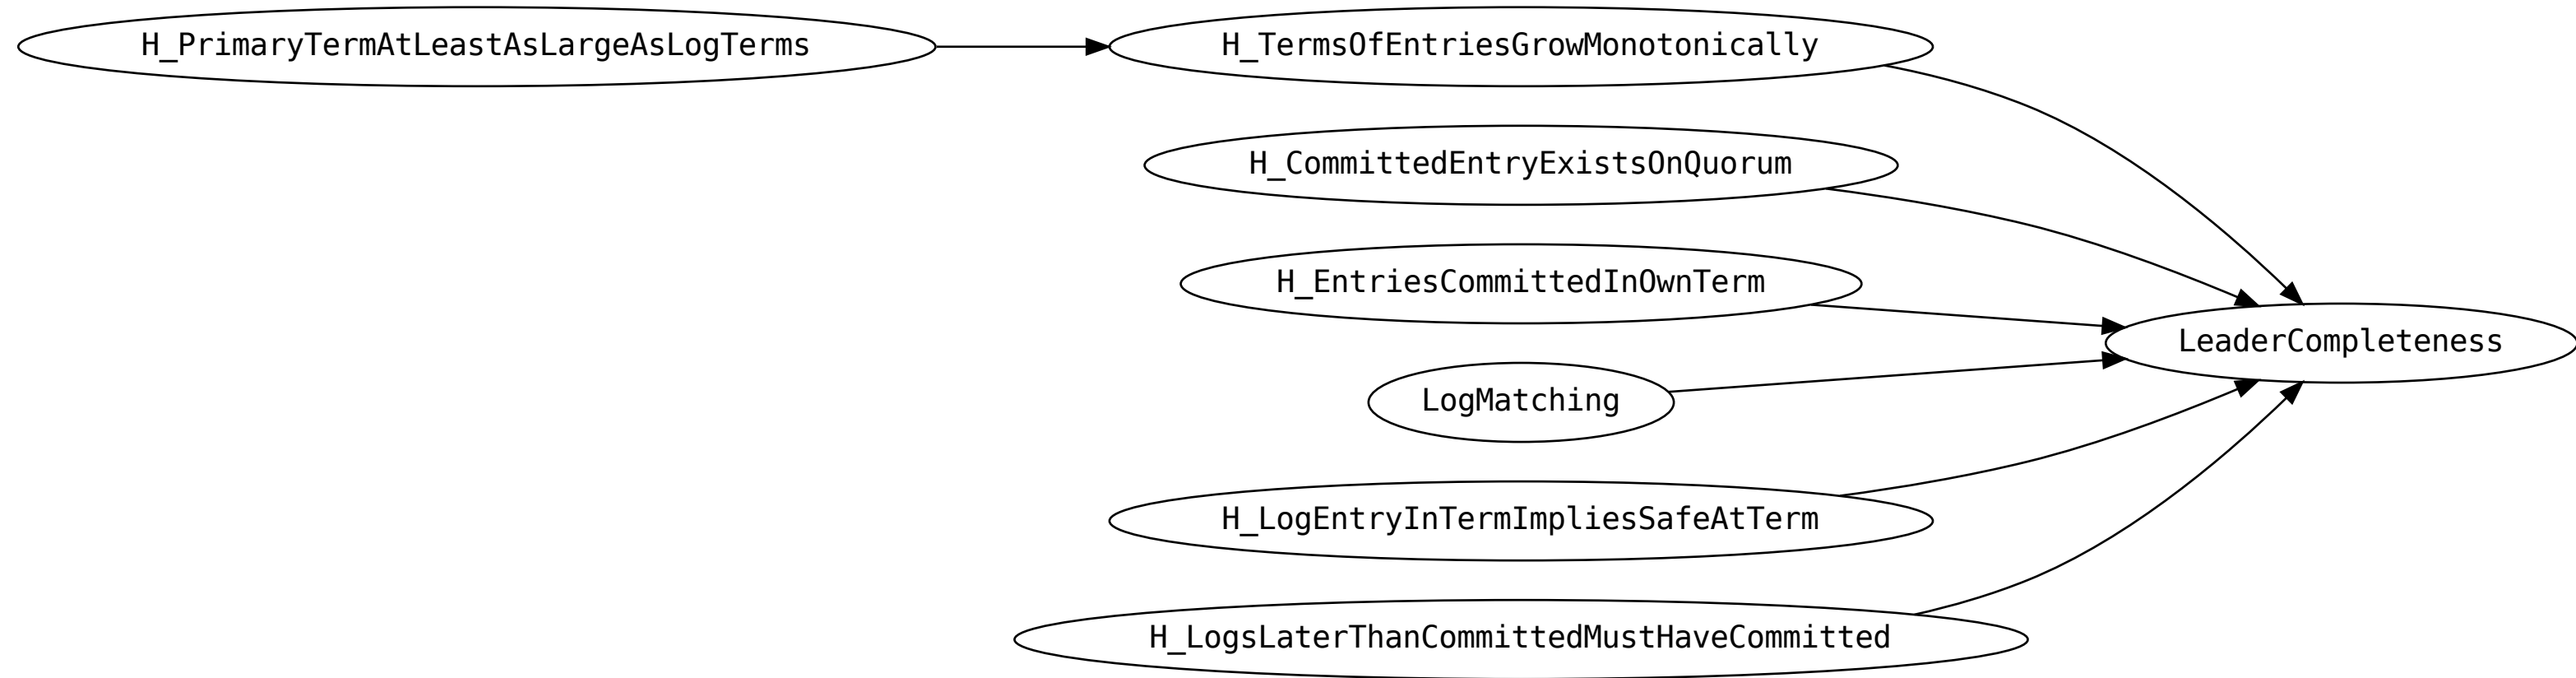 H_PrimaryTermAtLeastAsLargeAsLogTerms
H_TermsOfEntriesGrowMonotonically
H_CommittedEntryExistsOnQuorum
H_EntriesCommittedInOwnTerm
LeaderCompleteness
LogMatching
H_LogEntryInTermImpliesSafeAtTerm
H_LogsLaterThanCommittedMustHaveCommitted